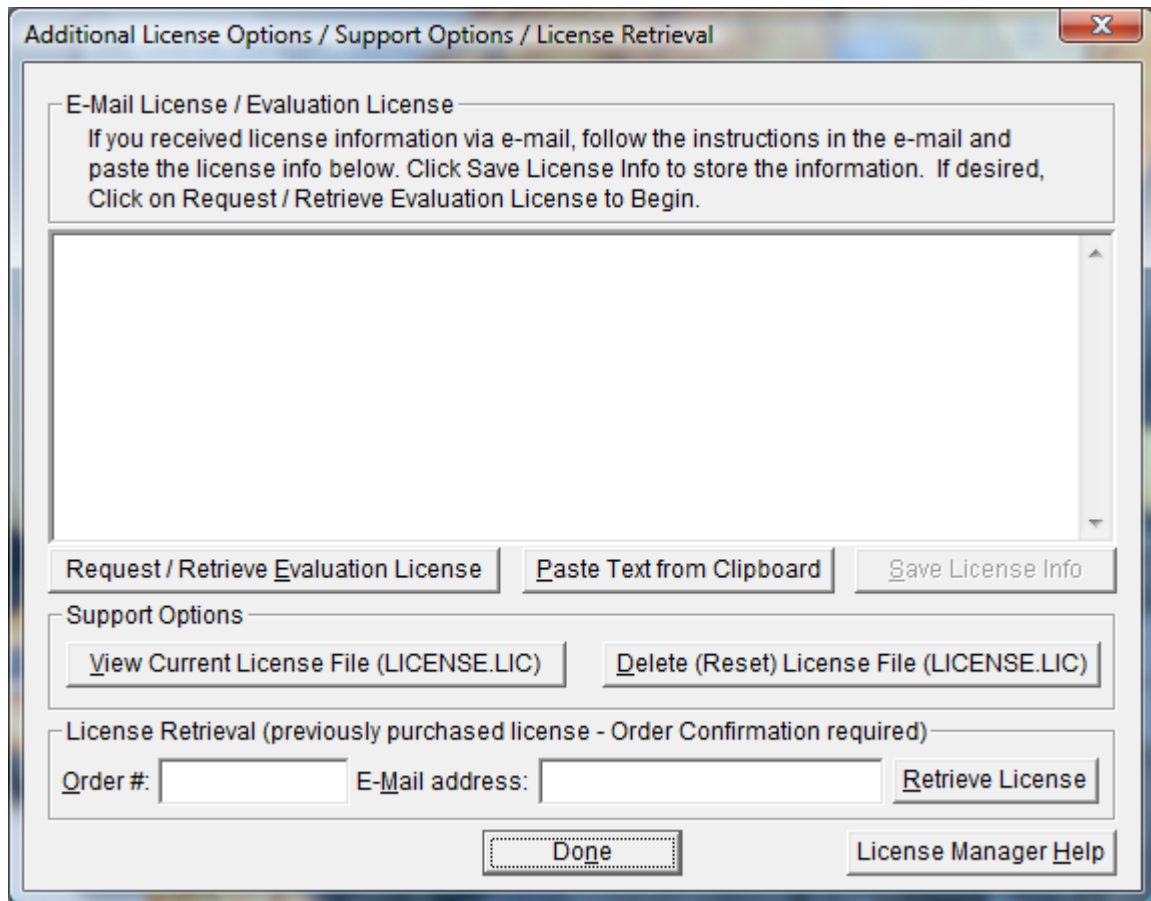 Additional License Options / Support Options / License Retrieval
E-Mail License / Evaluation License
If you received license information via e-mail, follow the instructions in the e-mail and
paste the license info below. Click Save License Info to store the information.  If desired,
Click on Request / Retrieve Evaluation License to Begin.
Request / Retrieve Evaluation License Paste Text from Clipboard Save License Info
Support Options
View Current License File (LICENSE.LIC) Delete (Reset) License File (LICENSE.LIC)
License Retrieval (previously purchased license - Order Confirmation required)
Order #: E-Mail address: Retrieve License
Done License Manager Help